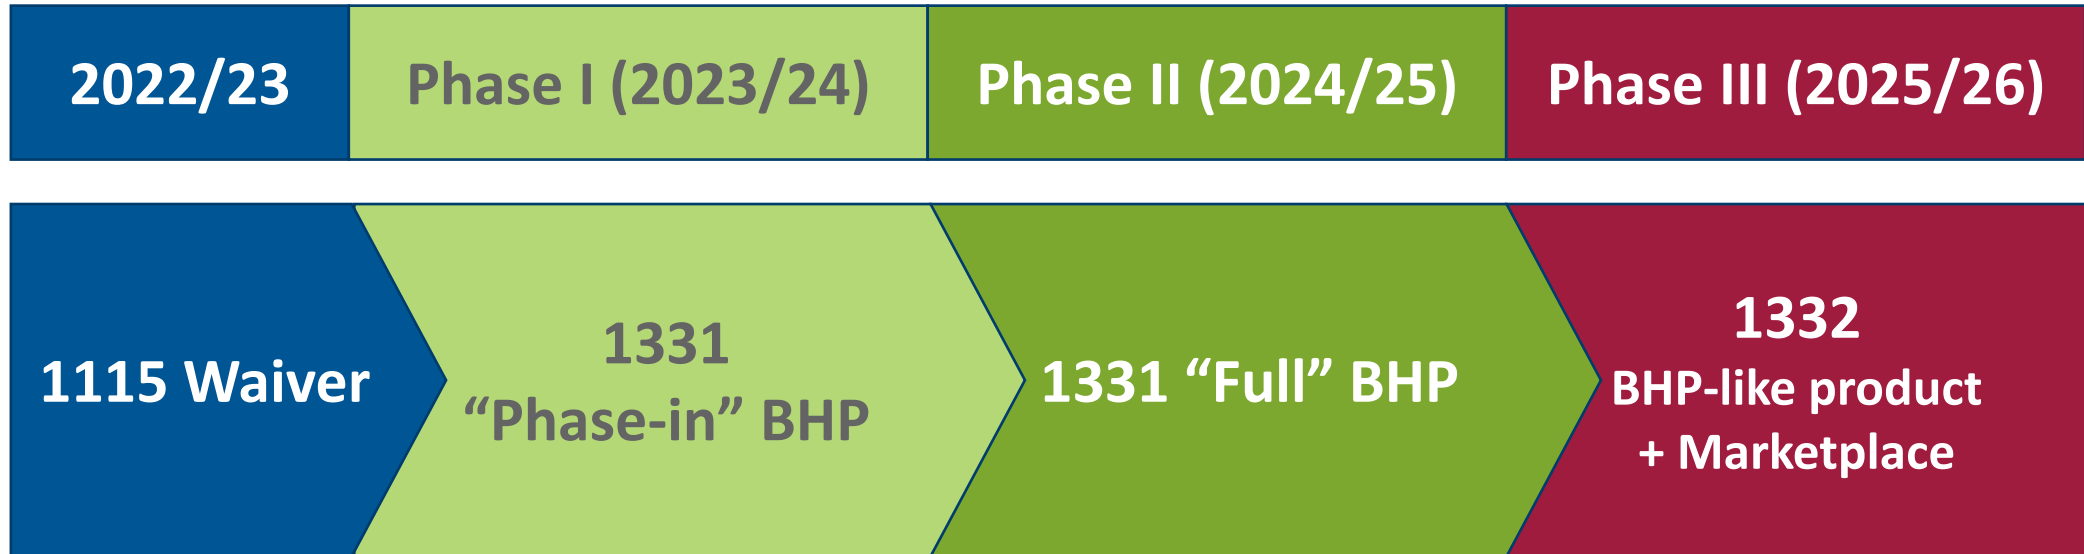 2022/23
Phase I (2023/24)
Phase II (2024/25)
Phase III (2025/26)
1115 Waiver
1331
“Phase-in” BHP
1331 “Full” BHP
1332
BHP-like product
+ Marketplace